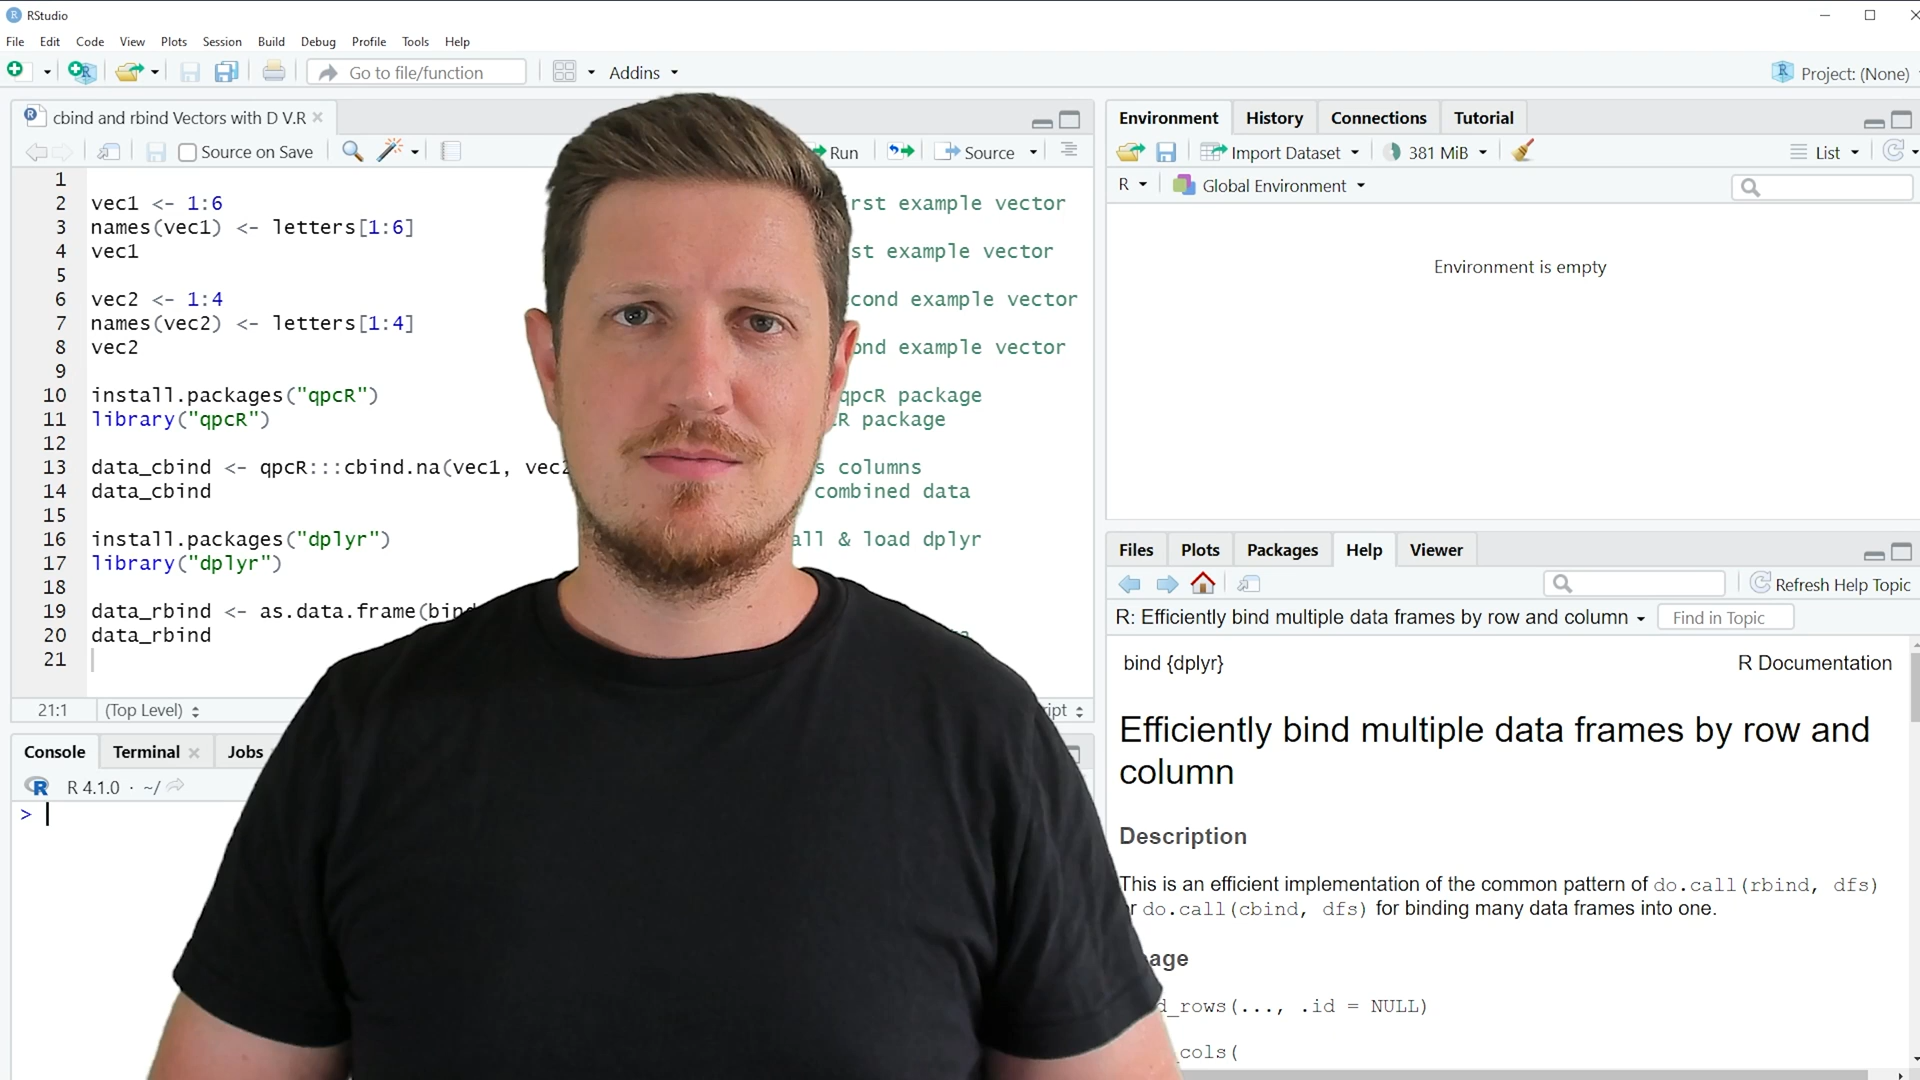 RStudio
File Edit Code View Plots Session Build Debug Profile Tools Help
Go to file/function
Addins
Project: (None)
cbind and rbind Vectors with D V.R
Source on Save
Run
Source
1
2 vec1 <- 1:6 rst example vector
3 names(vec1) <- letters[1:6]
4 vec1 st example vector
5
6 vec2 <- 1:4 cond example vector
7 names(vec2) <- letters[1:4]
8 vec2 ond example vector
9
10 install.packages("qpcR") qpcR package
11 library("qpcR") R package
12
13 data_cbind <- qpcR:::cbind.na(vec1, vec2 s columns
14 data_cbind combined data
15
16 install.packages("dplyr") all & load dplyr
17 library("dplyr")
18
19 data_rbind <- as.data.frame(bind
20 data_rbind a
21
21:1 (Top Level) ript
Console Terminal Jobs
R 4.1.0 · ~/
>
Environment History Connections Tutorial
Import Dataset 381 MiB List
R Global Environment
Environment is empty
Files Plots Packages Help Viewer
Refresh Help Topic
R: Efficiently bind multiple data frames by row and column Find in Topic
bind {dplyr} R Documentation
Efficiently bind multiple data frames by row and
column
Description
This is an efficient implementation of the common pattern of do.call(rbind, dfs)
r do.call(cbind, dfs) for binding many data frames into one.
age
d_rows(..., .id = NULL)
_cols(